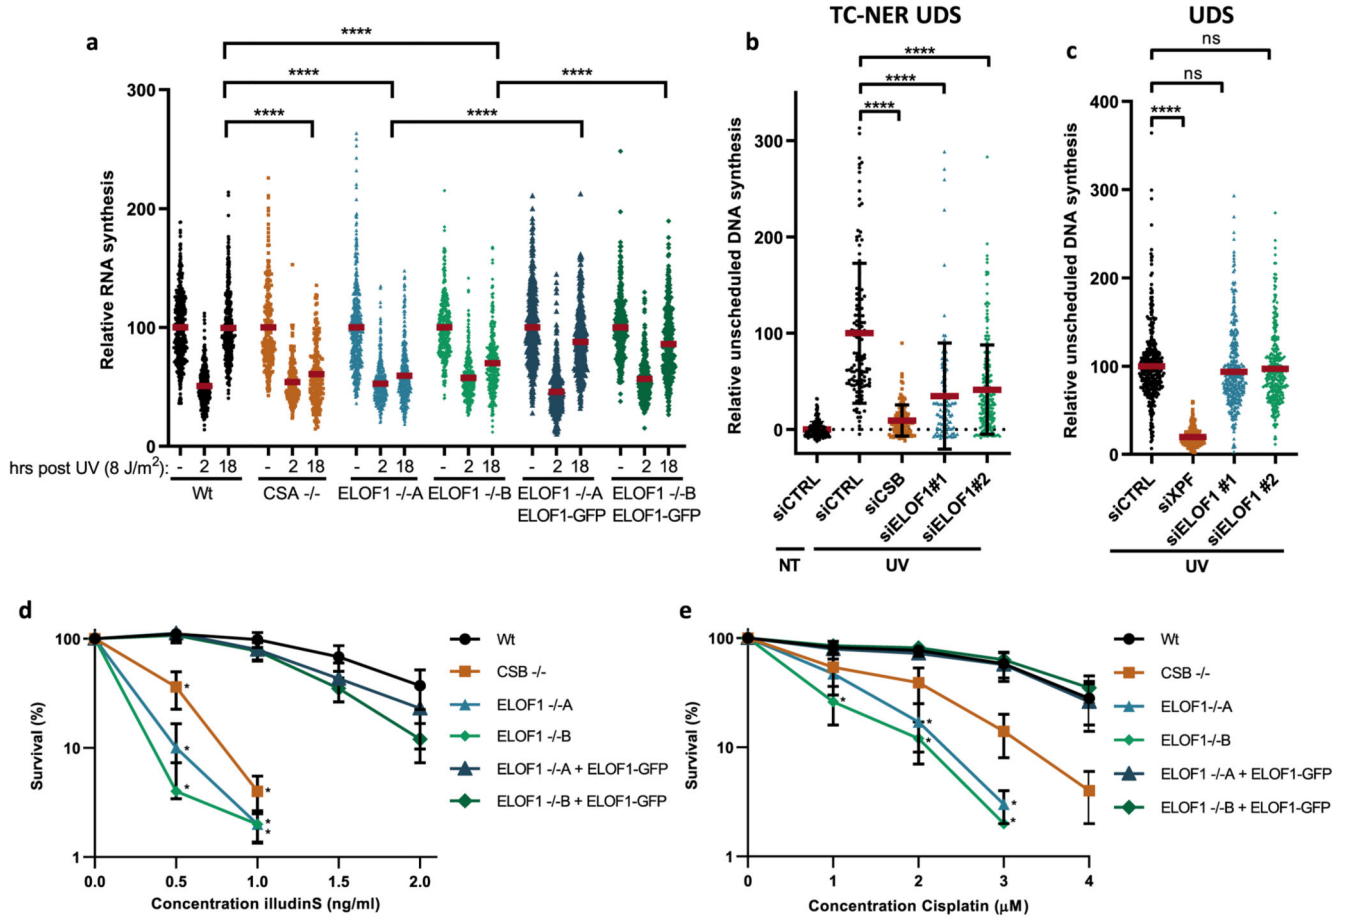 TC-NER UDS
UDS
a
****
****
****
****
****
Relative RNA synthesis
300
200
100
0
hrs post UV (8 J/m²):
- 2 18 - 2 18 - 2 18 - 2 18 - 2 18 - 2 18
Wt CSA -/- ELOF1 -/-A ELOF1 -/-B ELOF1 -/-A ELOF1 -/-B
ELOF1-GFP ELOF1-GFP
b
****
****
****
Relative unscheduled DNA synthesis
300
200
100
0
siCTRL siCTRL siCSB siELOF1#1 siELOF1#2
NT UV
c
ns
ns
****
Relative unscheduled DNA synthesis
400
300
200
100
0
siCTRL siXPF siELOF1 #1 siELOF1 #2
UV
d
Survival (%)
100
10
1
* * * * * *
0.0 0.5 1.0 1.5 2.0
Concentration illudinS (ng/ml)
Wt
CSB -/-
ELOF1 -/-A
ELOF1 -/-B
ELOF1 -/-A + ELOF1-GFP
ELOF1 -/-B + ELOF1-GFP
e
Survival (%)
100
10
1
* * * * *
0 1 2 3 4
Concentration Cisplatin (μM)
Wt
CSB -/-
ELOF1-/-A
ELOF1-/-B
ELOF1 -/-A + ELOF1-GFP
ELOF1 -/-B + ELOF1-GFP